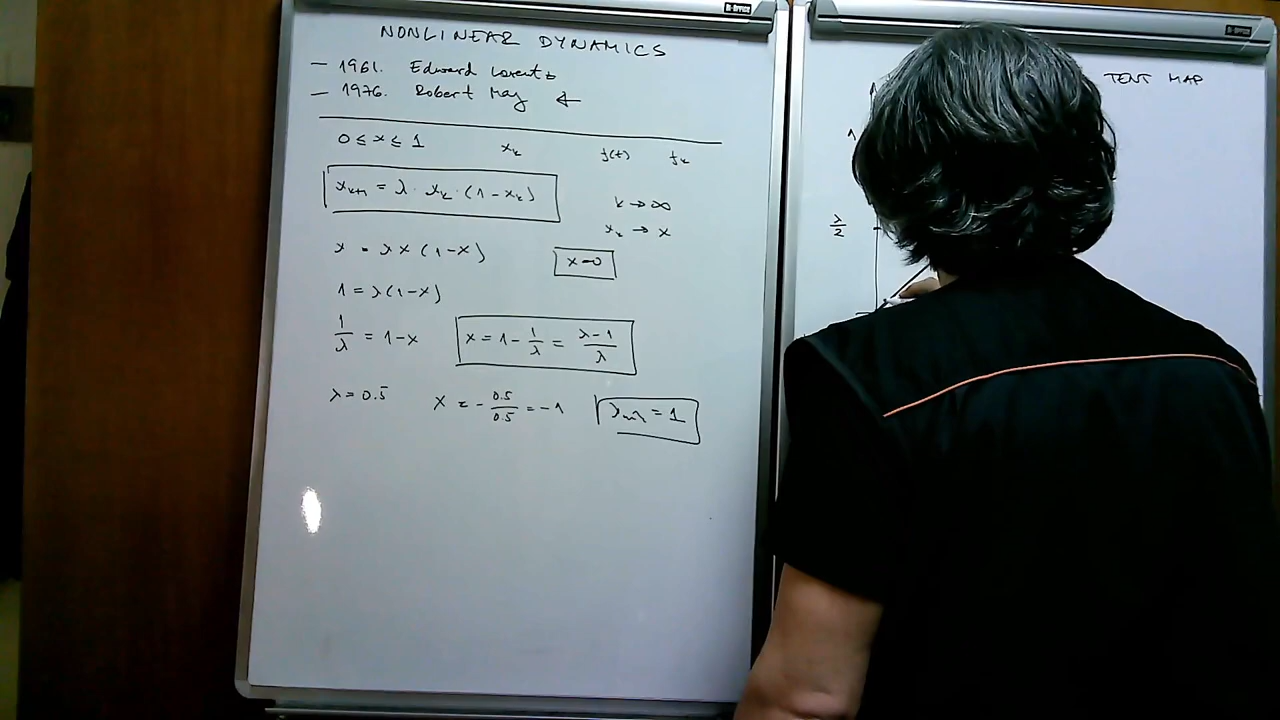 NONLINEAR DYNAMICS
– 1961. Edward Lorentz
– 1976. Robert May ←
0 ≤ x ≤ 1 x_k f(t) f_k
x_{k+1} = λ · x_k · (1 − x_k)
k → ∞
x_k → x
x = λ x (1 − x) x = 0
1 = λ (1 − x)
1/λ = 1 − x x = 1 − 1/λ = (λ − 1)/λ
λ = 0.5 x = − 0.5/0.5 = −1 λ_min = 1
TENT MAP
1
λ/2